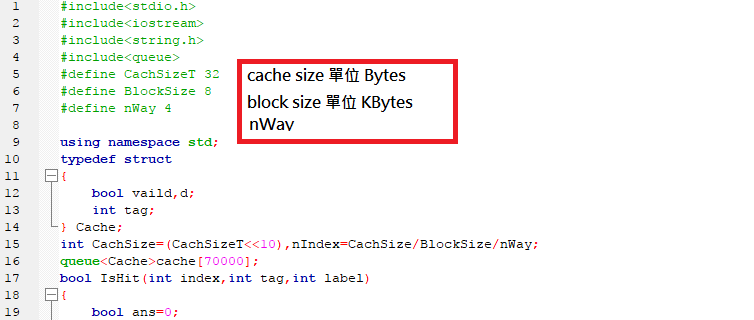 1 #include<stdio.h>
2 #include<iostream>
3 #include<string.h>
4 #include<queue>
5 #define CachSizeT 32
6 #define BlockSize 8
7 #define nWay 4
cache size 單位 Bytes
block size 單位 KBytes
nWay
8
9 using namespace std;
10 typedef struct
11 {
12 bool vaild,d;
13 int tag;
14 } Cache;
15 int CachSize=(CachSizeT<<10),nIndex=CachSize/BlockSize/nWay;
16 queue<Cache>cache[70000];
17 bool IsHit(int index,int tag,int label)
18 {
19 bool ans=0;